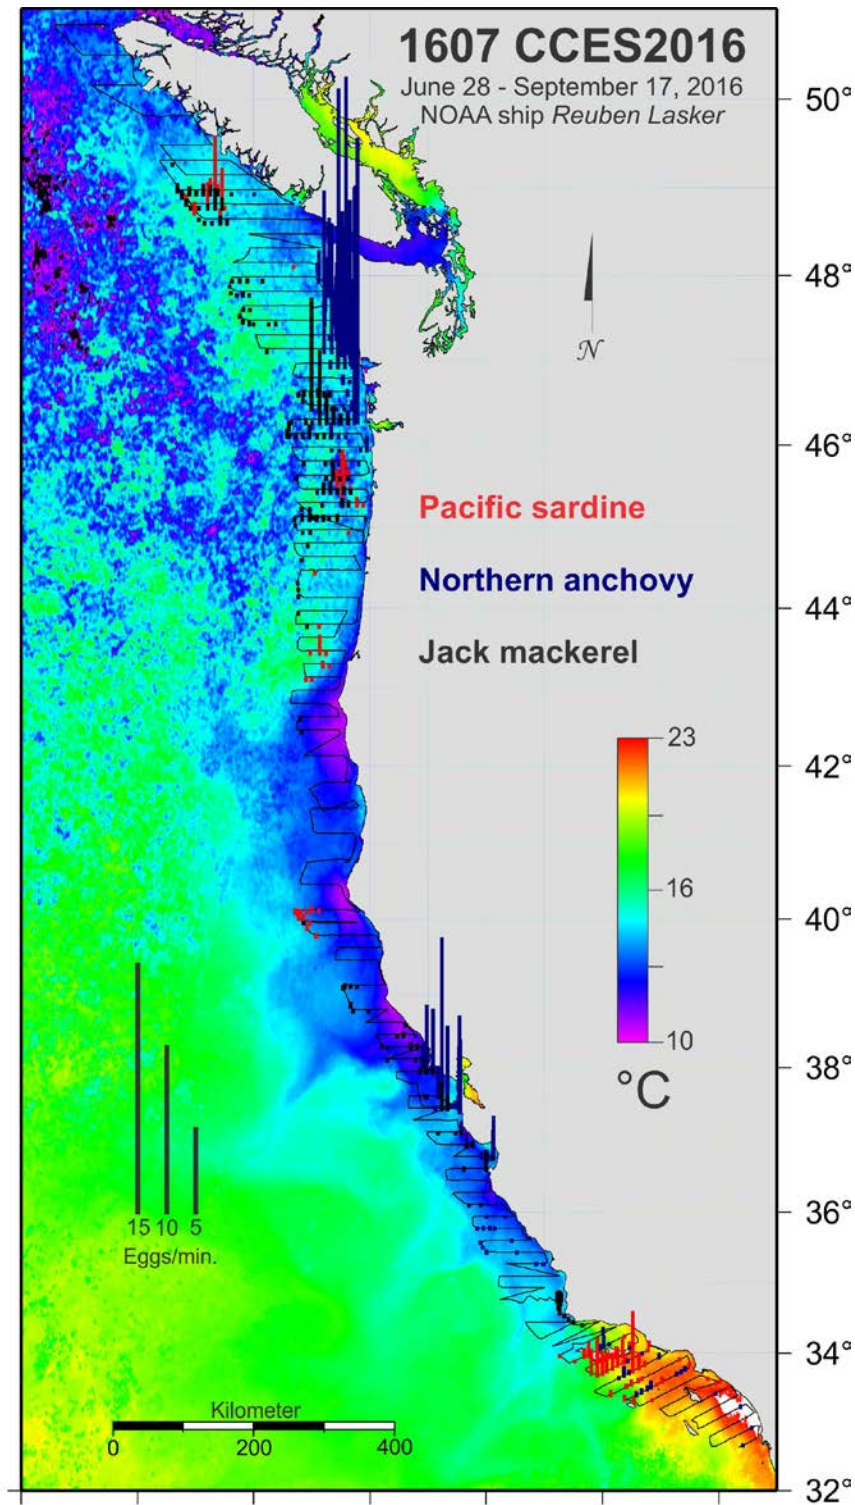 1607 CCES2016
June 28 - September 17, 2016
NOAA ship Reuben Lasker
50°
48°
N
46°
Pacific sardine
Northern anchovy
44°
Jack mackerel
23
42°
16
40°
10
38°
°C
36°
15 10 5
Eggs/min.
34°
Kilometer
0 200 400
32°